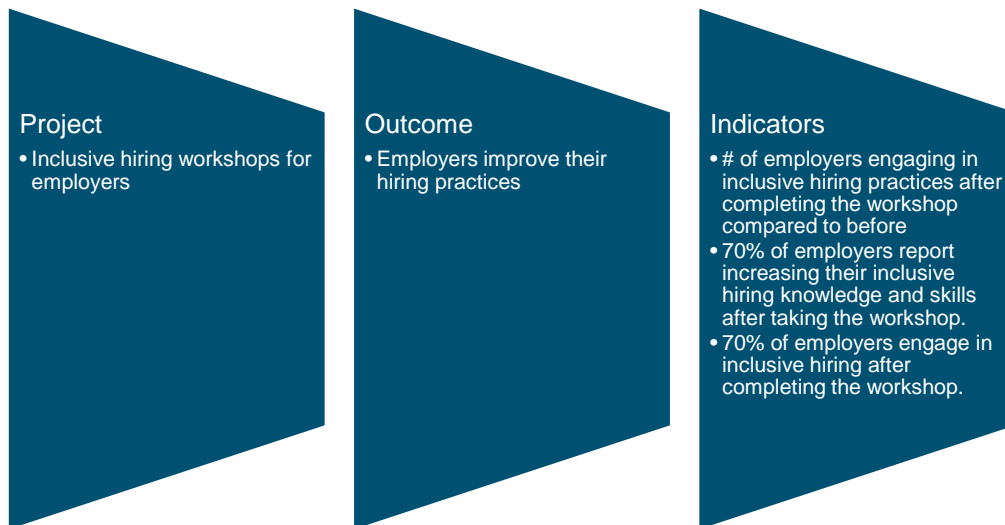 Project
• Inclusive hiring workshops for
employers
Outcome
• Employers improve their
hiring practices
Indicators
• # of employers engaging in
inclusive hiring practices after
completing the workshop
compared to before
• 70% of employers report
increasing their inclusive
hiring knowledge and skills
after taking the workshop.
• 70% of employers engage in
inclusive hiring after
completing the workshop.